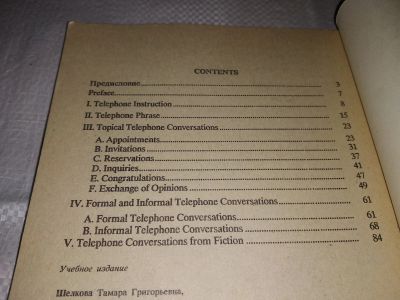 CONTENTS
Предисловие 3
Preface 7
I. Telephone Instruction 8
II. Telephone Phrase 15
III. Topical Telephone Conversations 23
A. Appointments 23
B. Invitations 31
C. Reservations 37
D. Inquiries 41
E. Congratulations 47
F. Exchange of Opinions 49
IV. Formal and Informal Telephone Conversations 61
A. Formal Telephone Conversations 61
B. Informal Telephone Conversations 68
V. Telephone Conversations from Fiction 84
Учебное издание
Шелкова Тамара Григорьевна,